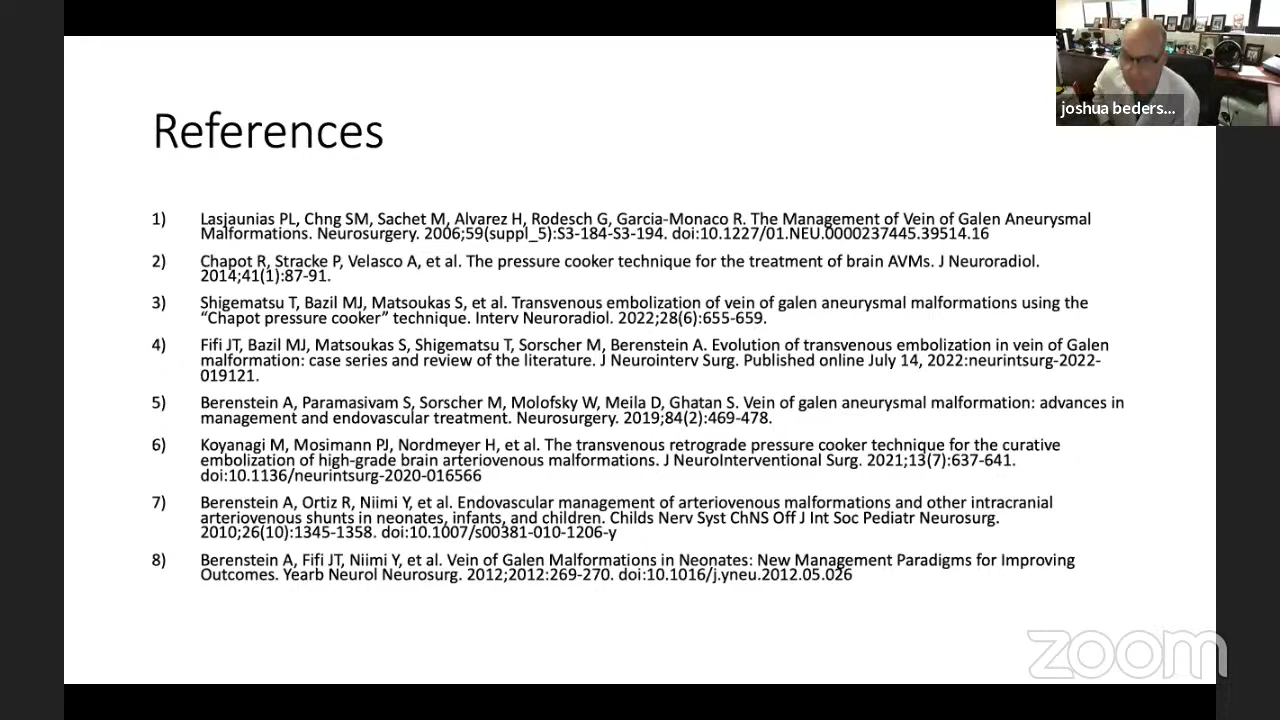 joshua beders...
References
1) Lasjaunias PL, Chng SM, Sachet M, Alvarez H, Rodesch G, Garcia-Monaco R. The Management of Vein of Galen Aneurysmal
Malformations. Neurosurgery. 2006;59(suppl_5):S3-184-S3-194. doi:10.1227/01.NEU.0000237445.39514.16
2) Chapot R, Stracke P, Velasco A, et al. The pressure cooker technique for the treatment of brain AVMs. J Neuroradiol.
2014;41(1):87-91.
3) Shigematsu T, Bazil MJ, Matsoukas S, et al. Transvenous embolization of vein of galen aneurysmal malformations using the
“Chapot pressure cooker” technique. Interv Neuroradiol. 2022;28(6):655-659.
4) Fifi JT, Bazil MJ, Matsoukas S, Shigematsu T, Sorscher M, Berenstein A. Evolution of transvenous embolization in vein of Galen
malformation: case series and review of the literature. J Neurointerv Surg. Published online July 14, 2022:neurintsurg-2022-
019121.
5) Berenstein A, Paramasivam S, Sorscher M, Molofsky W, Meila D, Ghatan S. Vein of galen aneurysmal malformation: advances in
management and endovascular treatment. Neurosurgery. 2019;84(2):469-478.
6) Koyanagi M, Mosimann PJ, Nordmeyer H, et al. The transvenous retrograde pressure cooker technique for the curative
embolization of high-grade brain arteriovenous malformations. J NeuroInterventional Surg. 2021;13(7):637-641.
doi:10.1136/neurintsurg-2020-016566
7) Berenstein A, Ortiz R, Niimi Y, et al. Endovascular management of arteriovenous malformations and other intracranial
arteriovenous shunts in neonates, infants, and children. Childs Nerv Syst ChNS Off J Int Soc Pediatr Neurosurg.
2010;26(10):1345-1358. doi:10.1007/s00381-010-1206-y
8) Berenstein A, Fifi JT, Niimi Y, et al. Vein of Galen Malformations in Neonates: New Management Paradigms for Improving
Outcomes. Yearb Neurol Neurosurg. 2012;2012:269-270. doi:10.1016/j.yneu.2012.05.026
zoom